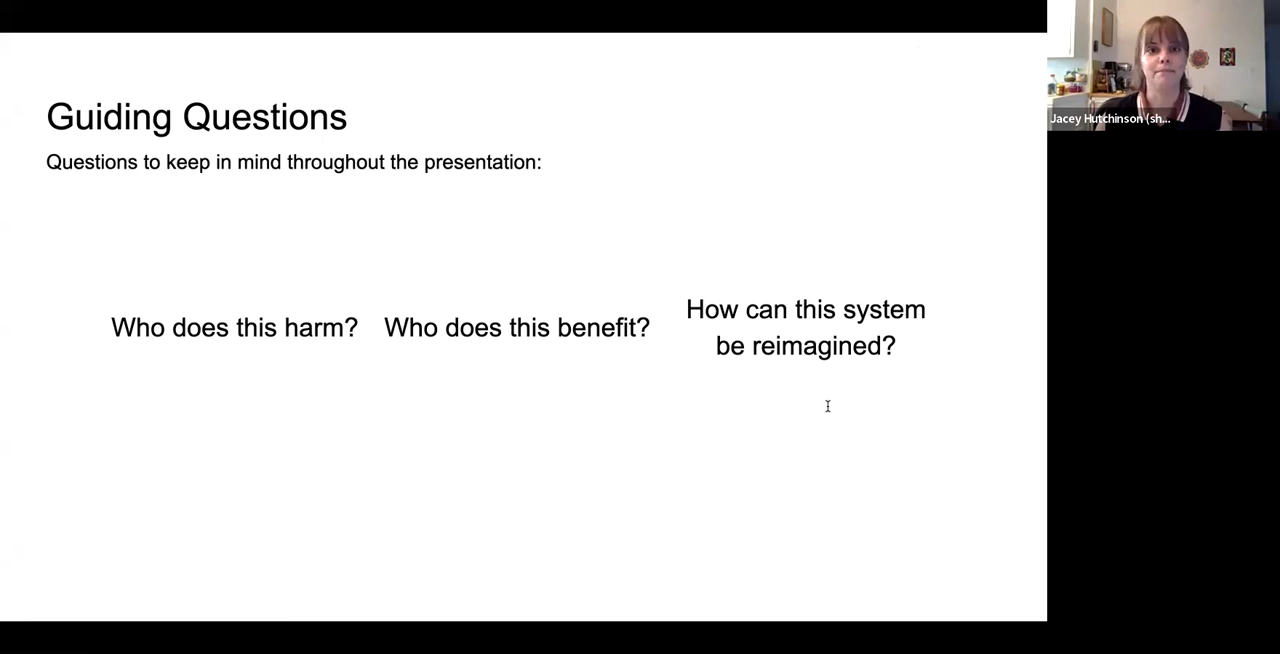 Guiding Questions
Questions to keep in mind throughout the presentation:
Who does this harm?
Who does this benefit?
How can this system
be reimagined?
Jacey Hutchinson (sh...